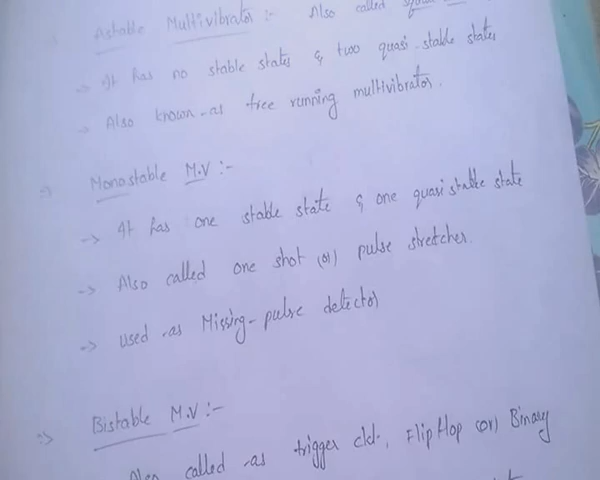 Astable Multivibrator :- Also called
-> It has no stable states & two quasi-stable states
-> Also known as free running multivibrator.
=> Monostable M.V :-
-> It has one stable state & one quasi stable state
-> Also called one shot (or) pulse stretcher.
-> used as Missing-pulse detector
=> Bistable M.V :-
Also called as trigger ckt, Flip Flop (or) Binary